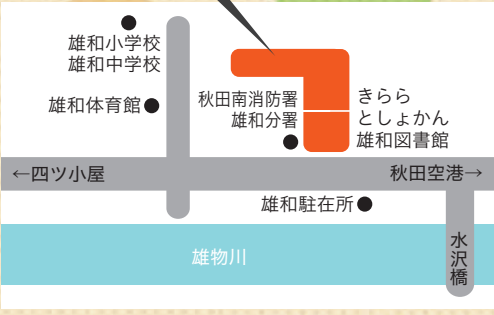 雄和小学校
雄和中学校
雄和体育館
秋田南消防署
雄和分署
きらら
としょかん
雄和図書館
←四ツ小屋
秋田空港→
雄和駐在所
雄物川
水沢橋